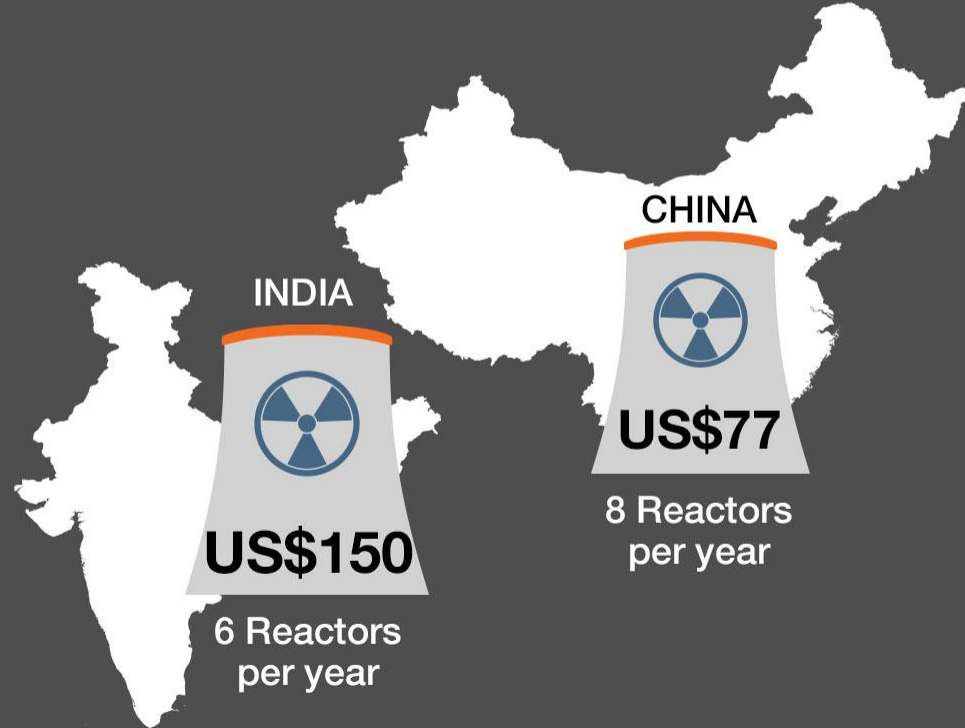 INDIA
US$150
6 Reactors
per year
CHINA
US$77
8 Reactors
per year